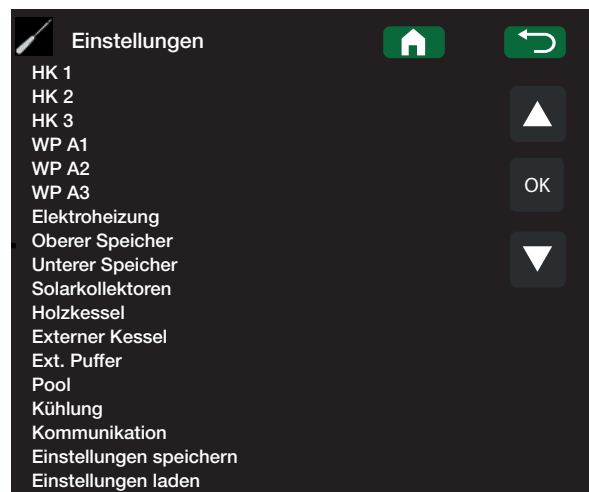 Einstellungen
HK 1
HK 2
HK 3
WP A1
WP A2
WP A3
OK
Elektroheizung
Oberer Speicher
Unterer Speicher
Solarkollektoren
Holzkessel
Externer Kessel
Ext. Puffer
Pool
Kühlung
Kommunikation
Einstellungen speichern
Einstellungen laden